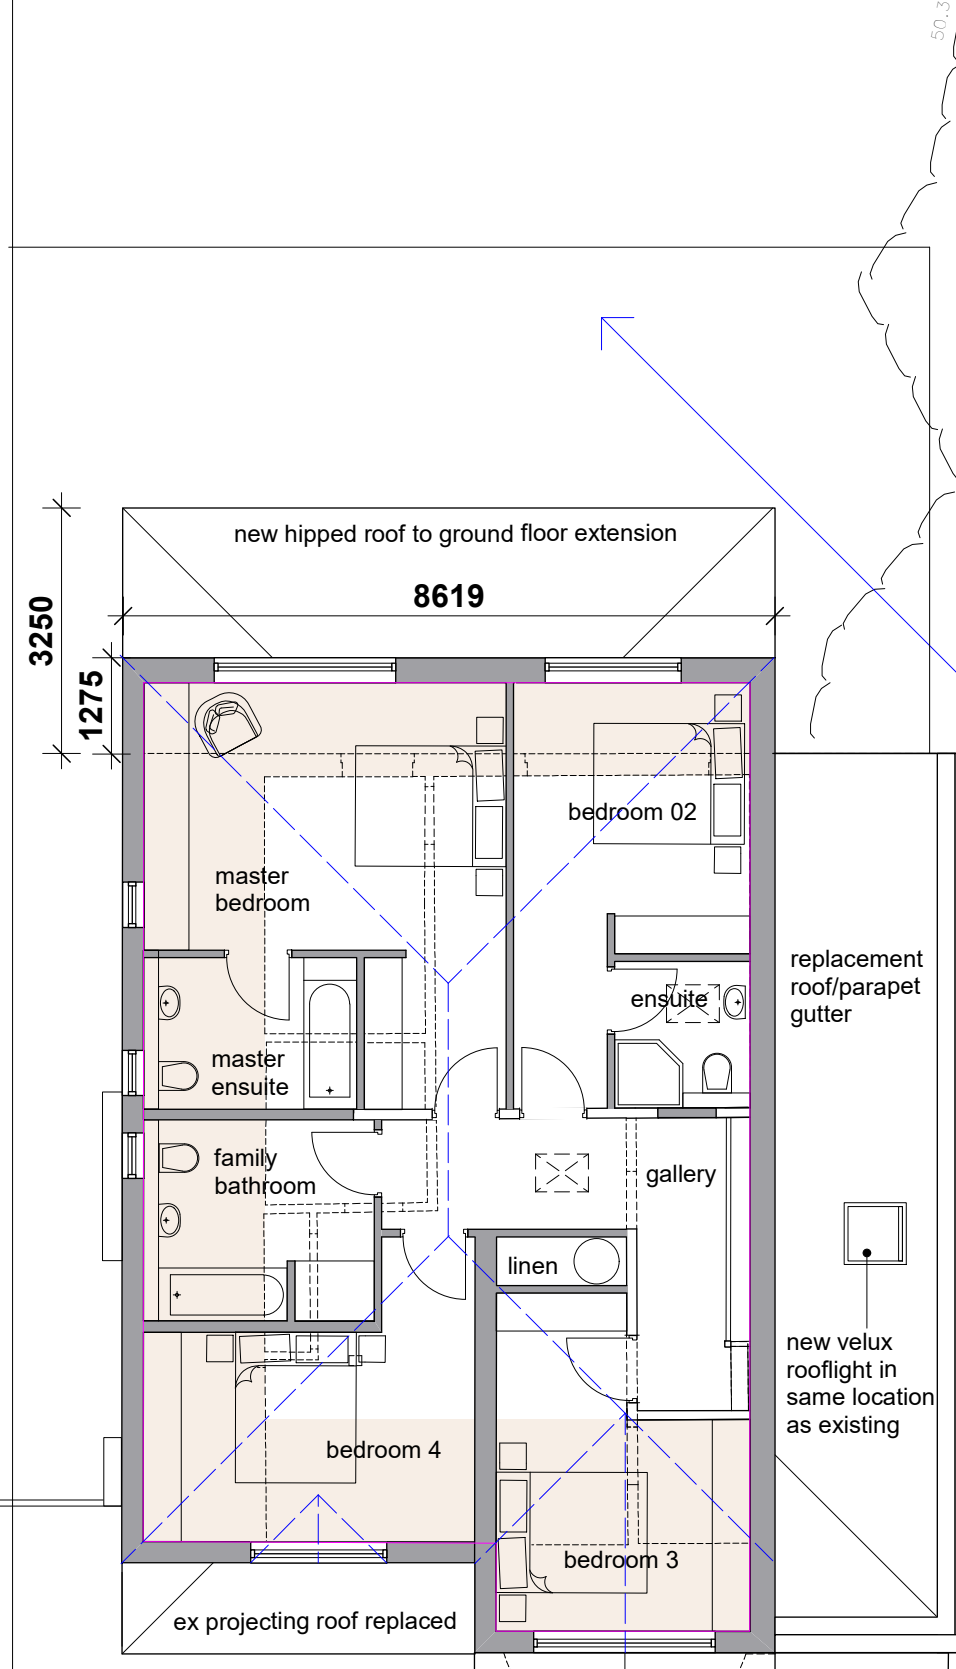 50.3
new hipped roof to ground floor extension
8619
3250
1275
bedroom 02
master
bedroom
replacement
roof/parapet
gutter
ensuite
master
ensuite
family
bathroom
gallery
linen
new velux
rooflight in
same location
as existing
bedroom 4
bedroom 3
ex projecting roof replaced